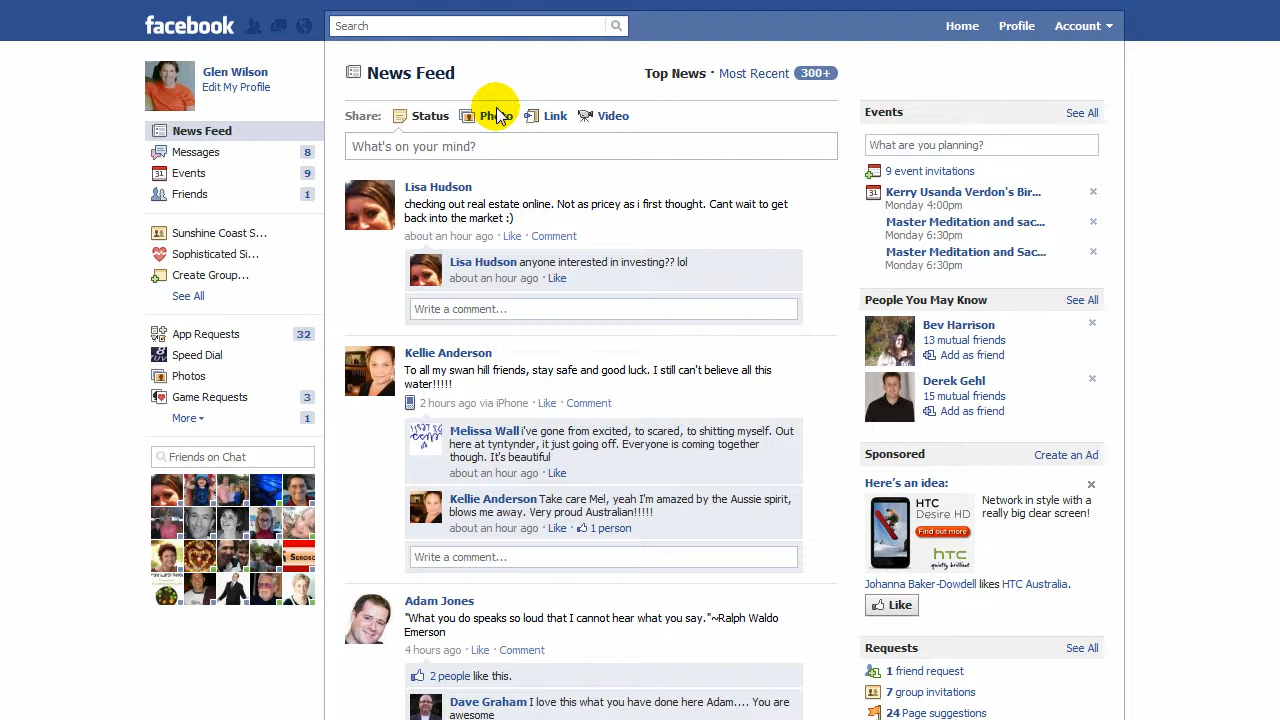 facebook
Search
Home Profile Account
Glen Wilson
Edit My Profile
News Feed
Messages 8
31 Events 9
Friends 1
Sunshine Coast S...
Sophisticated Si...
Create Group...
See All
App Requests 32
Speed Dial
Photos
Game Requests 3
More 1
Friends on Chat
News Feed
Top News · Most Recent 300+
Share: Status Photo Link Video
What's on your mind?
Lisa Hudson
checking out real estate online. Not as pricey as i first thought. Cant wait to get
back into the market :)
about an hour ago · Like · Comment
Lisa Hudson anyone interested in investing?? lol
about an hour ago · Like
Write a comment...
Kellie Anderson
To all my swan hill friends, stay safe and good luck. I still can't believe all this
water!!!!!
2 hours ago via iPhone · Like · Comment
Melissa Wall i've gone from excited, to scared, to shitting myself. Out
here at tyntynder, it just going off. Everyone is coming together
though. It's beautiful
about an hour ago · Like
Kellie Anderson Take care Mel, yeah I'm amazed by the Aussie spirit,
blows me away. Very proud Australian!!!!!
about an hour ago · Like · 1 person
Write a comment...
Adam Jones
"What you do speaks so loud that I cannot hear what you say."~Ralph Waldo
Emerson
4 hours ago · Like · Comment
2 people like this.
Dave Graham I love this what you have done here Adam.... You are
awesome
Events See All
What are you planning?
9 event invitations
31 Kerry Usanda Verdon's Bir...
Monday 4:00pm
Master Meditation and sac...
Monday 6:30pm
Master Meditation and Sac...
Monday 6:30pm
People You May Know See All
Bev Harrison
13 mutual friends
Add as friend
Derek Gehl
15 mutual friends
Add as friend
Sponsored Create an Ad
Here's an idea:
HTC
Desire HD
Find out more
htc
quietly brilliant
Network in style with a
really big clear screen!
Johanna Baker-Dowdell likes HTC Australia.
Like
Requests See All
1 friend request
7 group invitations
24 Page suggestions